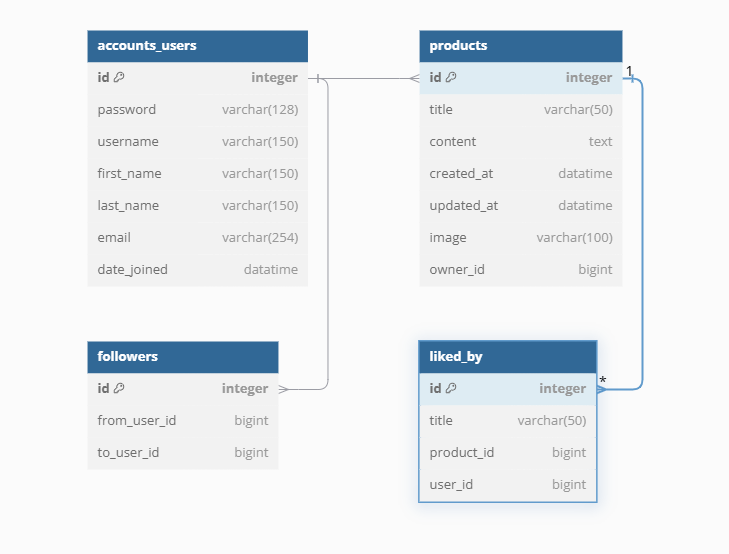 accounts_users
id integer
password varchar(128)
username varchar(150)
first_name varchar(150)
last_name varchar(150)
email varchar(254)
date_joined datatime
products
1
id integer
title varchar(50)
content text
created_at datatime
updated_at datatime
image varchar(100)
owner_id bigint
followers
id integer
from_user_id bigint
to_user_id bigint
liked_by
*
id integer
title varchar(50)
product_id bigint
user_id bigint